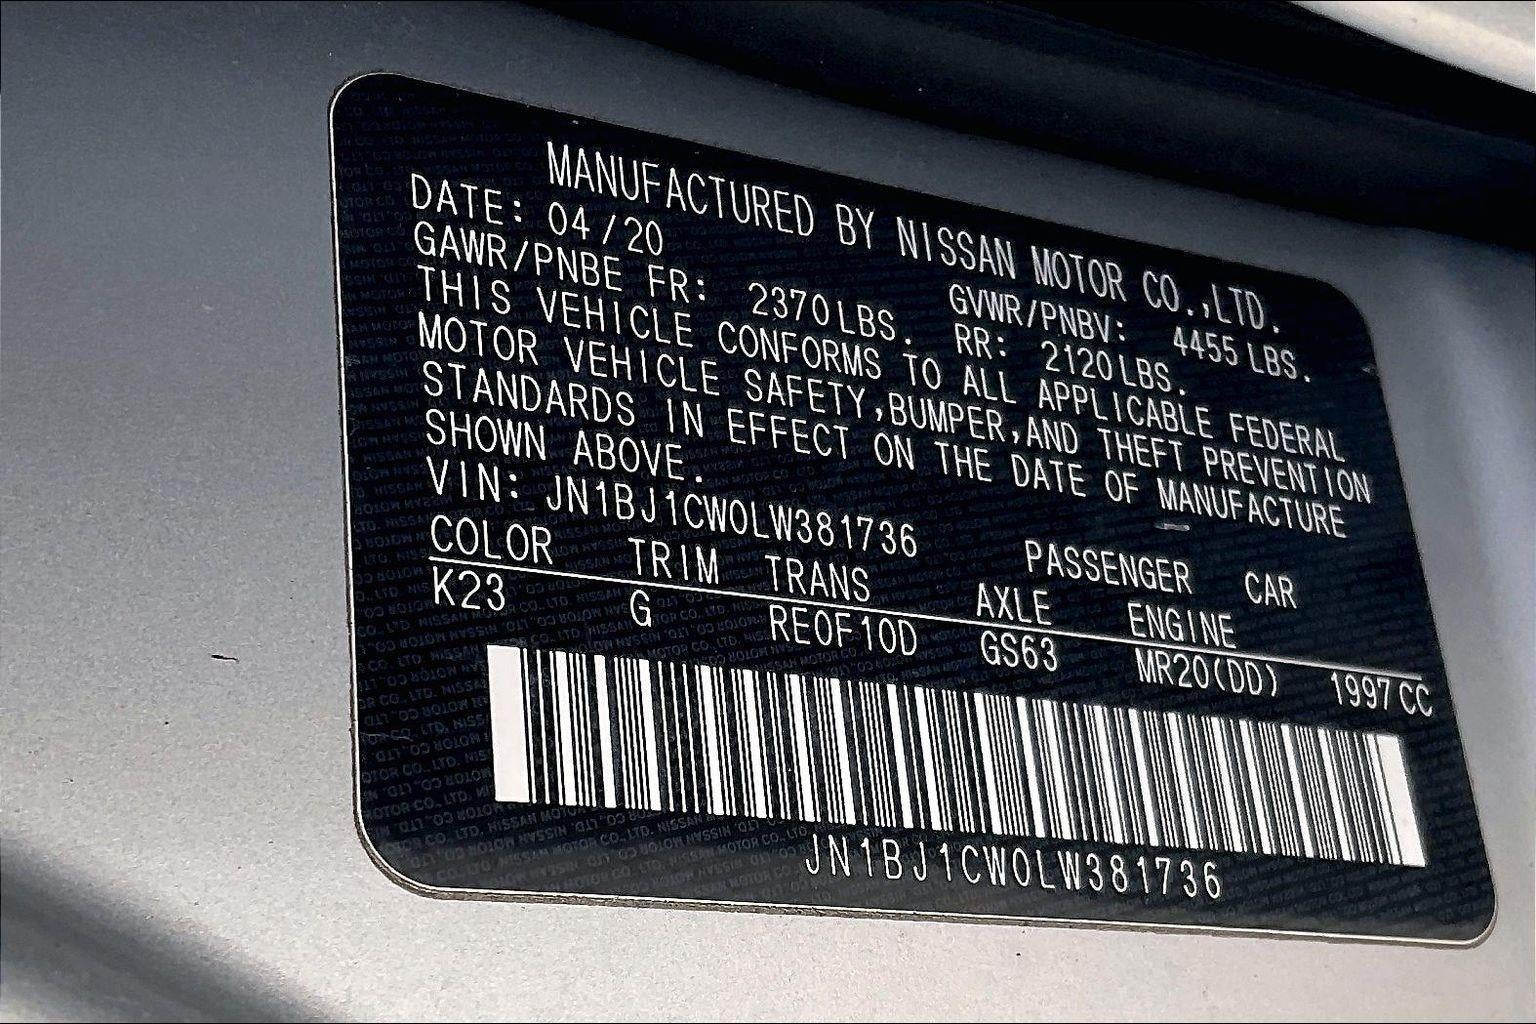 MANUFACTURED BY NISSAN MOTOR CO.,LTD.
DATE: 04/20 GVWR/PNBV: 4455 LBS.
GAWR/PNBE FR: 2370LBS. RR: 2120LBS.
THIS VEHICLE CONFORMS TO ALL APPLICABLE FEDERAL
MOTOR VEHICLE SAFETY,BUMPER,AND THEFT PREVENTION
STANDARDS IN EFFECT ON THE DATE OF MANUFACTURE
SHOWN ABOVE.
VIN: JN1BJ1CW0LW381736 PASSENGER CAR
COLOR TRIM TRANS AXLE ENGINE
K23 G RE0F10D GS63 MR20(DD) 1997CC
JN1BJ1CW0LW381736